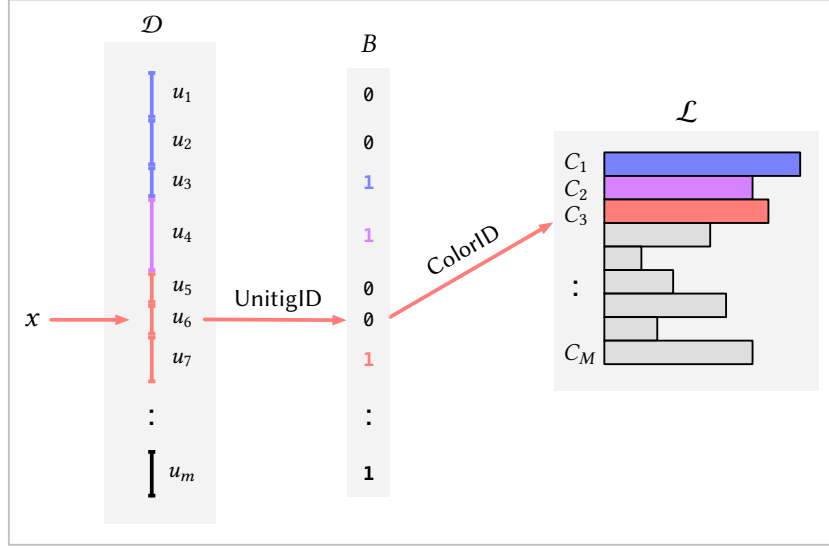 𝒟
B
u₁
0
u₂
0
ℒ
u₃
1
C₁
C₂
u₄
1
C₃
ColorID
u₅
0
UnitigID
:
x
u₆
0
u₇
1
C_M
:
:
u_m
1